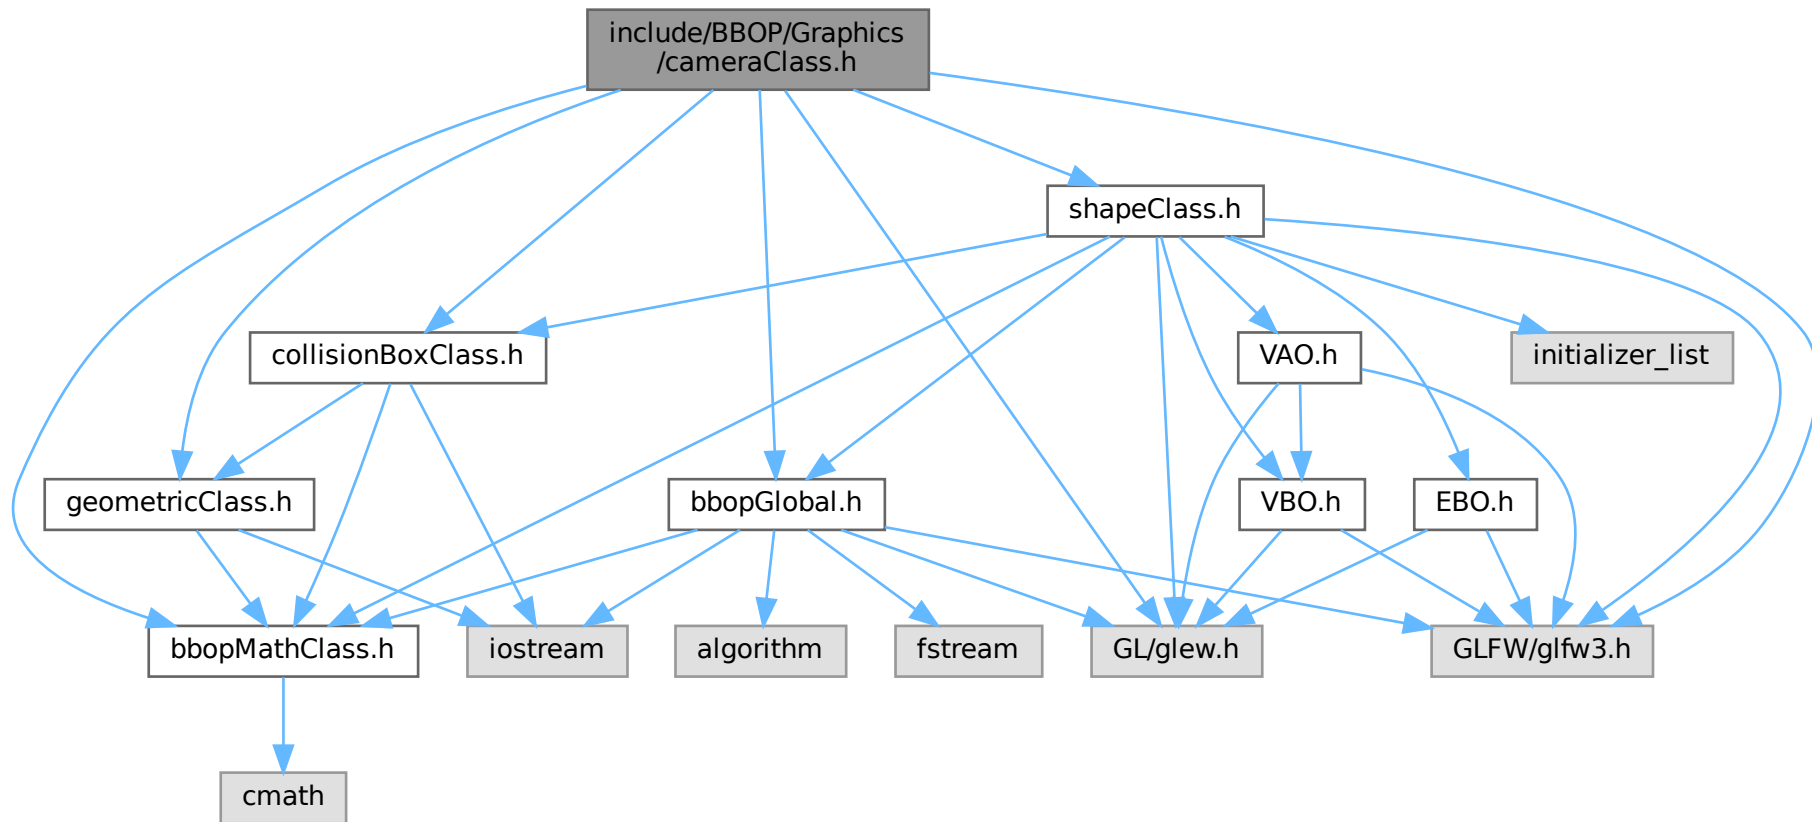 include/BBOP/Graphics
/cameraClass.h
shapeClass.h
collisionBoxClass.h
VAO.h
initializer_list
geometricClass.h
bbopGlobal.h
VBO.h
EBO.h
bbopMathClass.h
iostream
algorithm
fstream
GL/glew.h
GLFW/glfw3.h
cmath